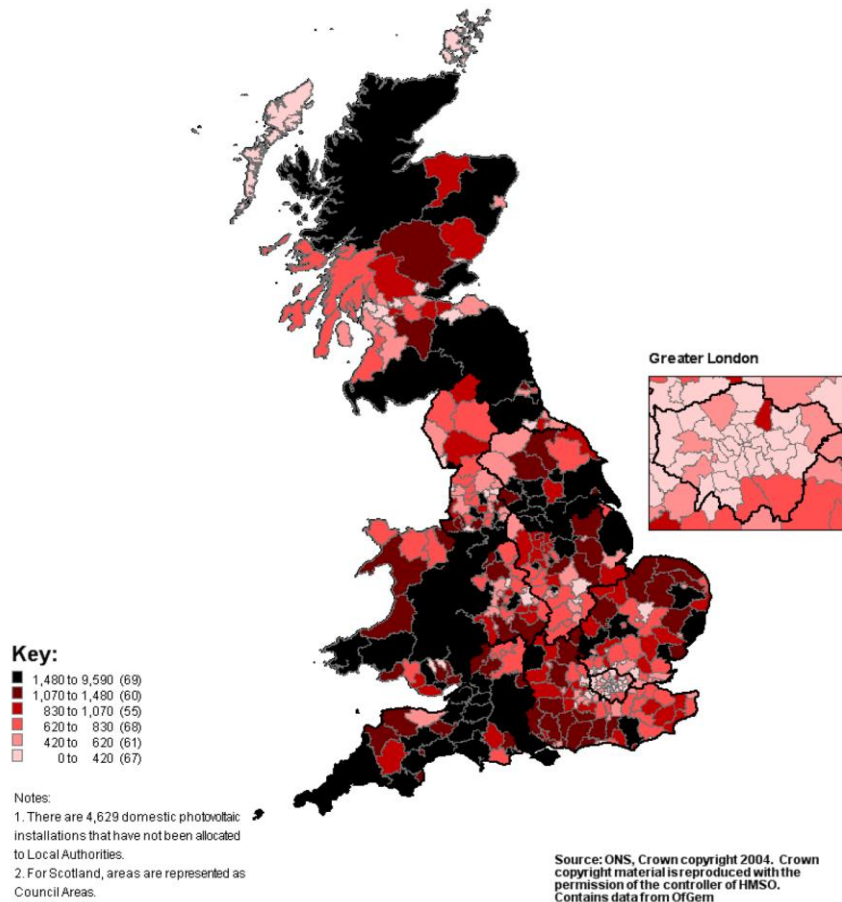 Greater London
Key:
1,480 to 9,590 (69)
1,070 to 1,480 (60)
830 to 1,070 (55)
620 to 830 (68)
420 to 620 (61)
0 to 420 (67)
Notes:
1. There are 4,629 domestic photovoltaic
installations that have not been allocated
to Local Authorities.
2. For Scotland, areas are represented as
Council Areas.
Source: ONS, Crown copyright 2004. Crown
copyright material is reproduced with the
permission of the controller of HMSO.
Contains data from OfGem